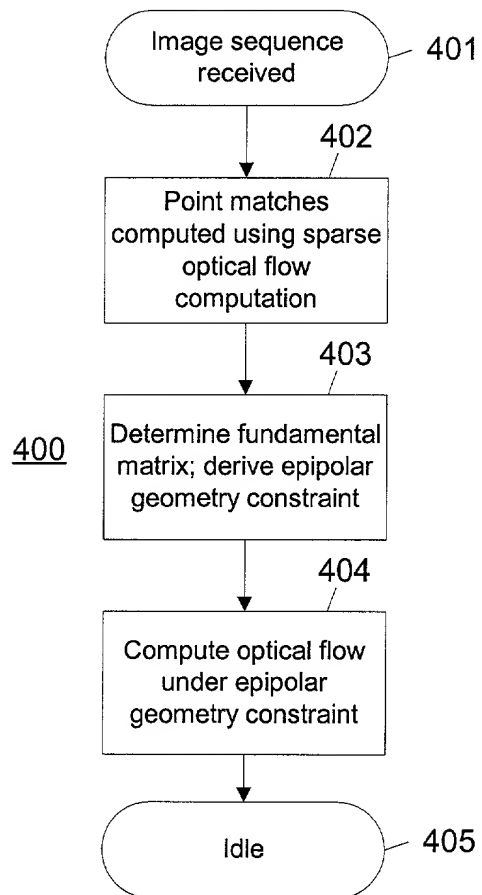 Image sequence
received
401
402
Point matches
computed using sparse
optical flow
computation
403
400
Determine fundamental
matrix; derive epipolar
geometry constraint
404
Compute optical flow
under epipolar
geometry constraint
Idle
405